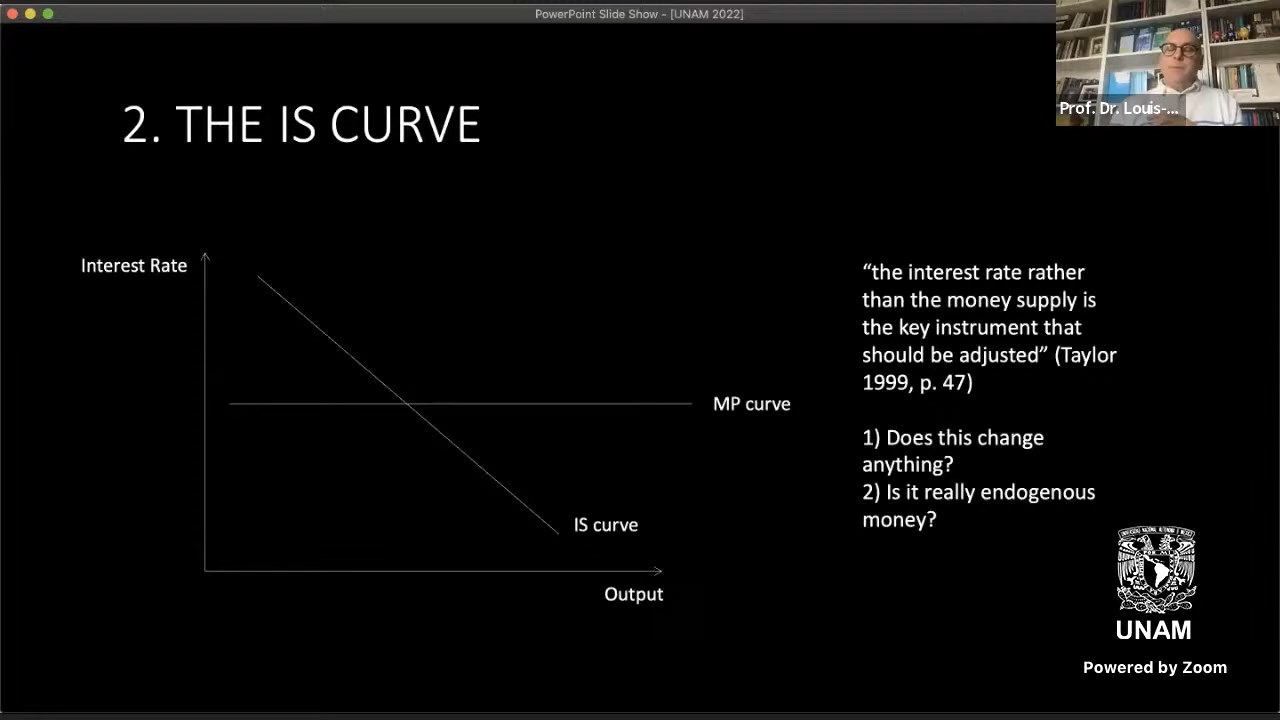 PowerPoint Slide Show - [UNAM 2022]
Prof. Dr. Louis-...
2. THE IS CURVE
Interest Rate
MP curve
IS curve
Output
“the interest rate rather
than the money supply is
the key instrument that
should be adjusted” (Taylor
1999, p. 47)
1) Does this change
anything?
2) Is it really endogenous
money?
UNAM
Powered by Zoom